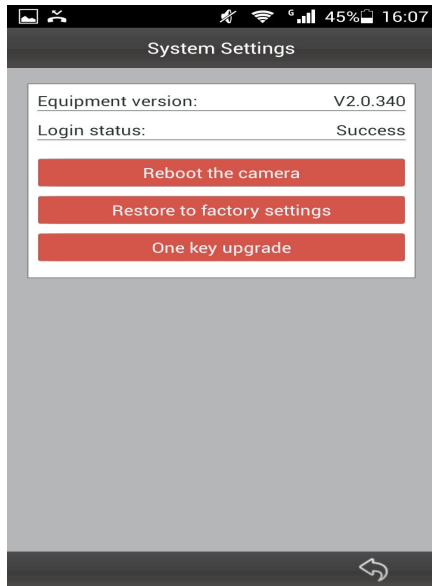 G 45% 16:07
System Settings
Equipment version: V2.0.340
Login status: Success
Reboot the camera
Restore to factory settings
One key upgrade